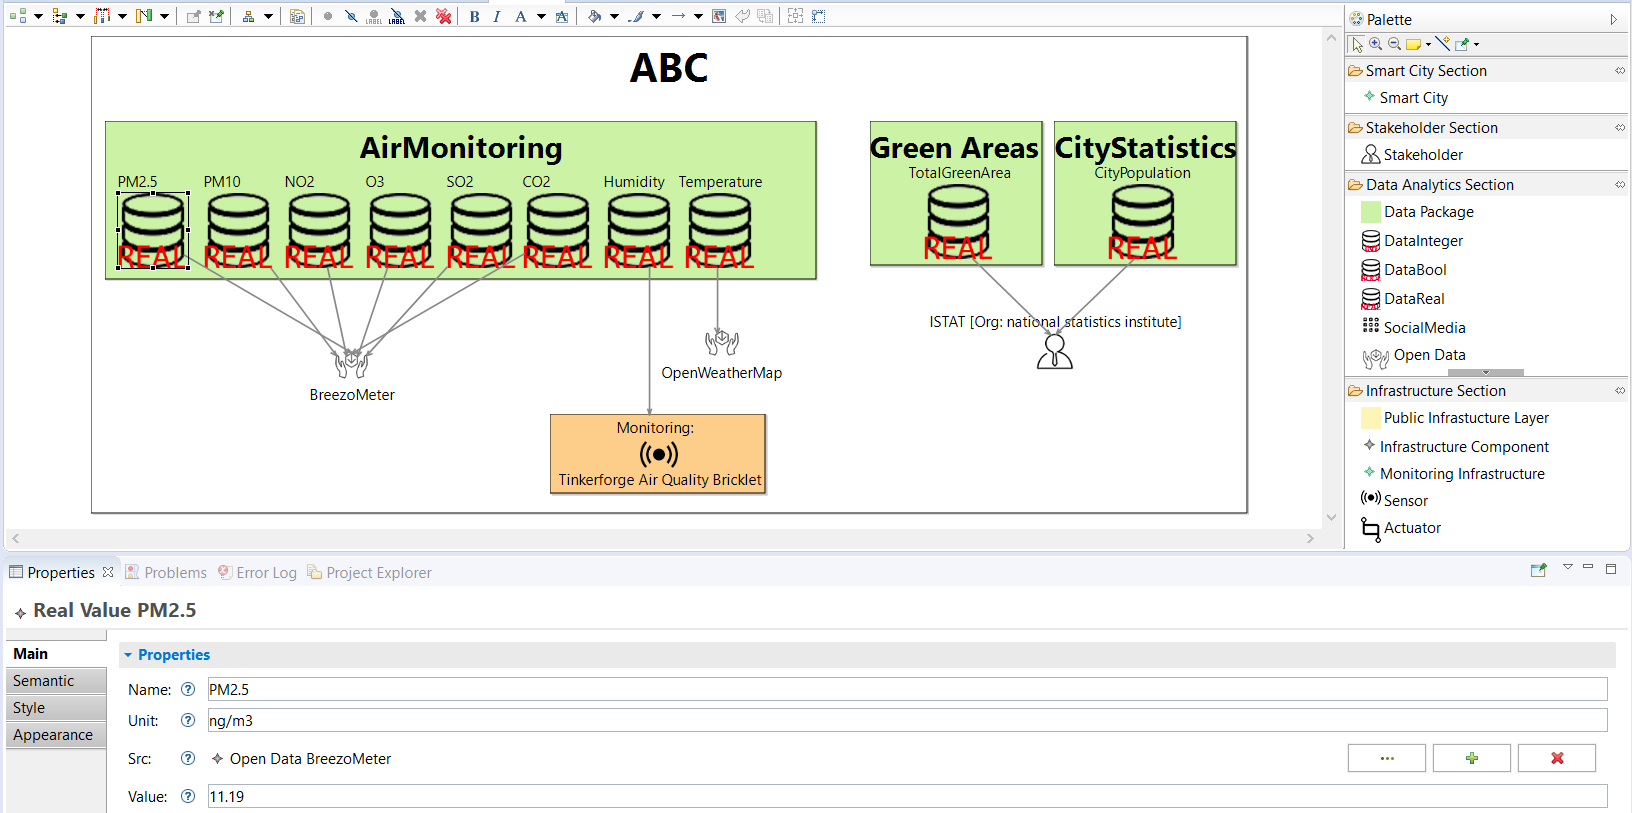 LABEL LABEL B I A A
ABC
AirMonitoring
PM2.5 PM10 NO2 O3 SO2 CO2 Humidity Temperature
REAL REAL REAL REAL REAL REAL REAL REAL
Green Areas
TotalGreenArea
REAL
CityStatistics
CityPopulation
REAL
BreezoMeter
OpenWeatherMap
Monitoring:
Tinkerforge Air Quality Bricklet
ISTAT [Org: national statistics institute]
Palette
Smart City Section
Smart City
Stakeholder Section
Stakeholder
Data Analytics Section
Data Package
DataInteger
DataBool
DataReal
SocialMedia
Open Data
Infrastructure Section
Public Infrastucture Layer
Infrastructure Component
Monitoring Infrastructure
Sensor
Actuator
Properties Problems Error Log Project Explorer
Real Value PM2.5
Main
Semantic
Style
Appearance
Properties
Name: ? PM2.5
Unit: ? ng/m3
Src: ? Open Data BreezoMeter ...
Value: ? 11.19